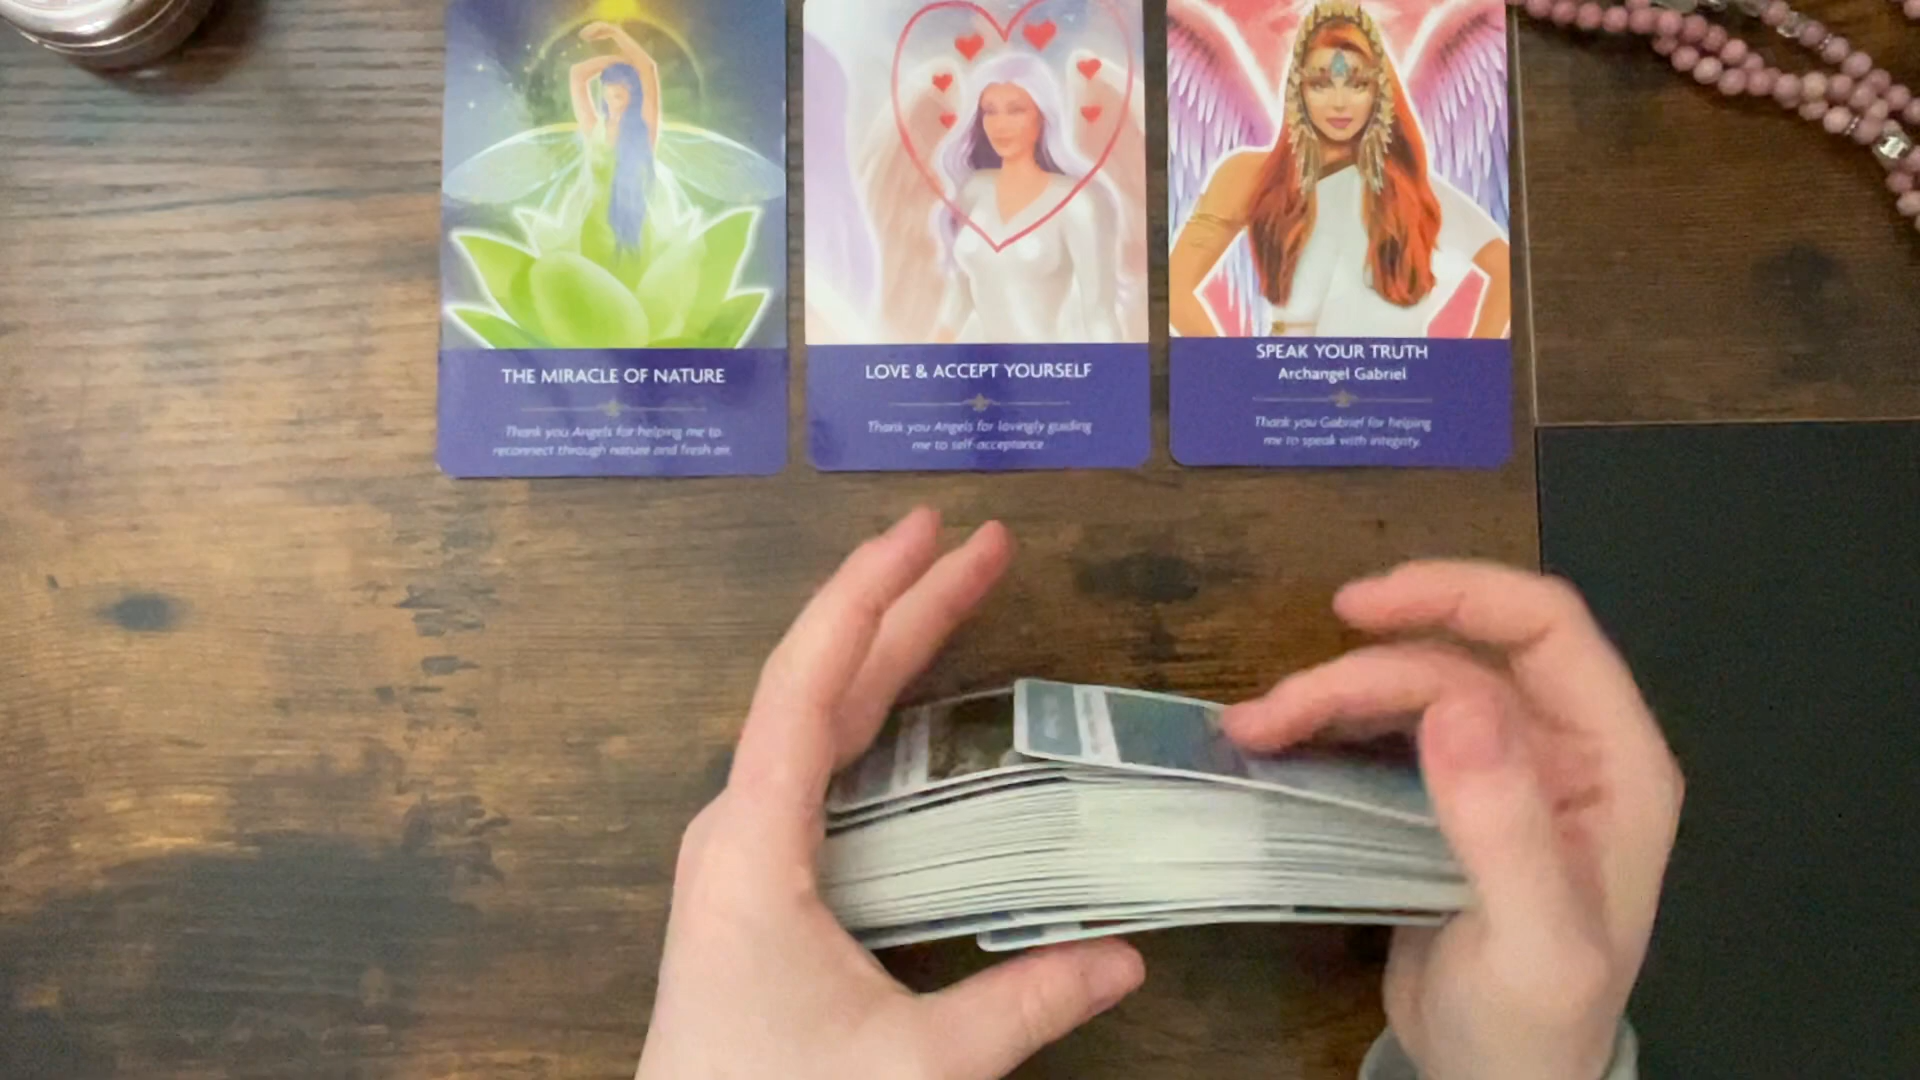 THE MIRACLE OF NATURE
Thank you Angels for helping me to
reconnect through nature and fresh air.
LOVE & ACCEPT YOURSELF
Thank you Angels for lovingly guiding
me to self-acceptance
SPEAK YOUR TRUTH
Archangel Gabriel
Thank you Gabriel for helping
me to speak with integrity.